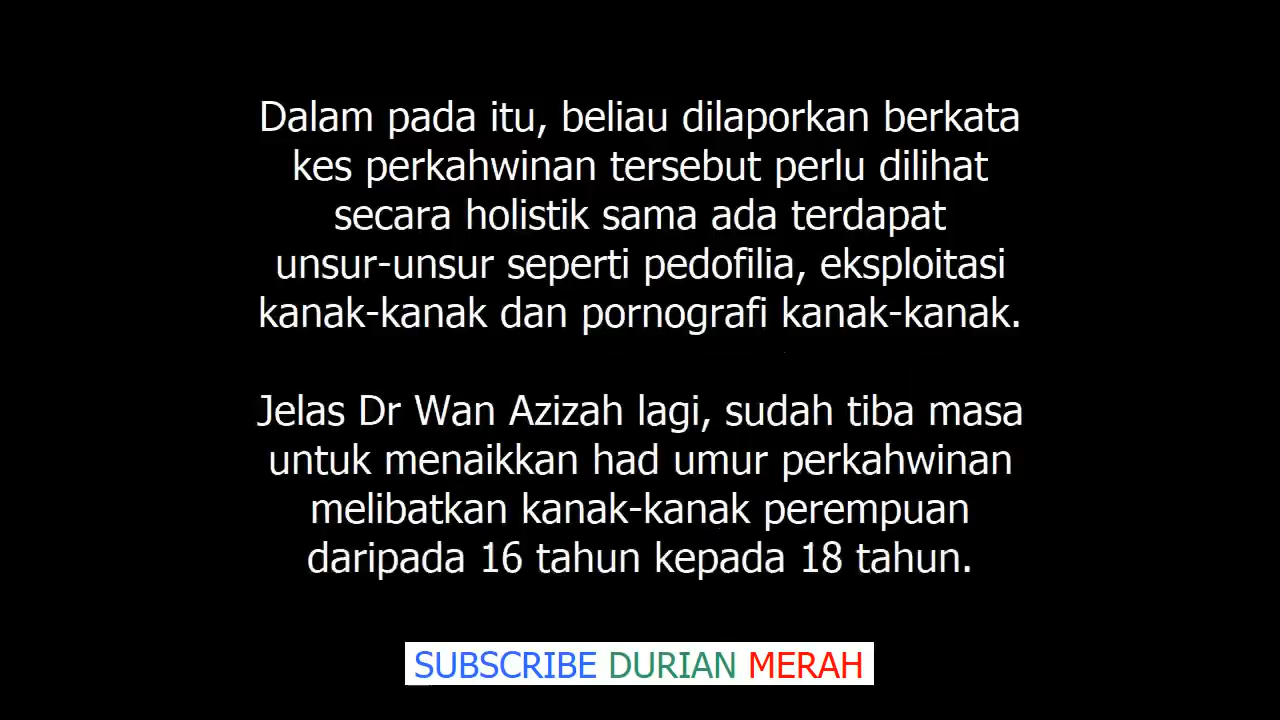 Dalam pada itu, beliau dilaporkan berkata
kes perkahwinan tersebut perlu dilihat
secara holistik sama ada terdapat
unsur-unsur seperti pedofilia, eksploitasi
kanak-kanak dan pornografi kanak-kanak.
Jelas Dr Wan Azizah lagi, sudah tiba masa
untuk menaikkan had umur perkahwinan
melibatkan kanak-kanak perempuan
daripada 16 tahun kepada 18 tahun.
SUBSCRIBE DURIAN MERAH